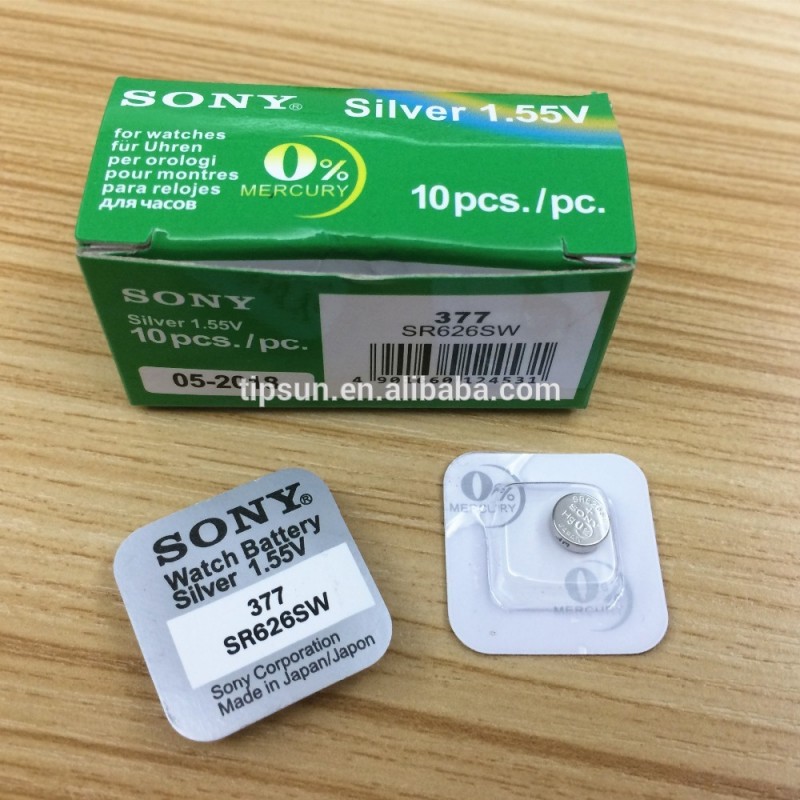 SONY®
Silver 1.55V
for watches
für Uhren
per orologi
pour montres
para relojes
для часов
0%
MERCURY
10pcs./pc.
SONY
Silver 1.55V
10pcs./pc.
377
SR626SW
tipsun.en.alibaba.com
SONY®
Watch Battery
Silver 1.55V
377
SR626SW
Sony Corporation
Made in Japan/Japon
0%
MERCURY
SONY
0%
MERCURY